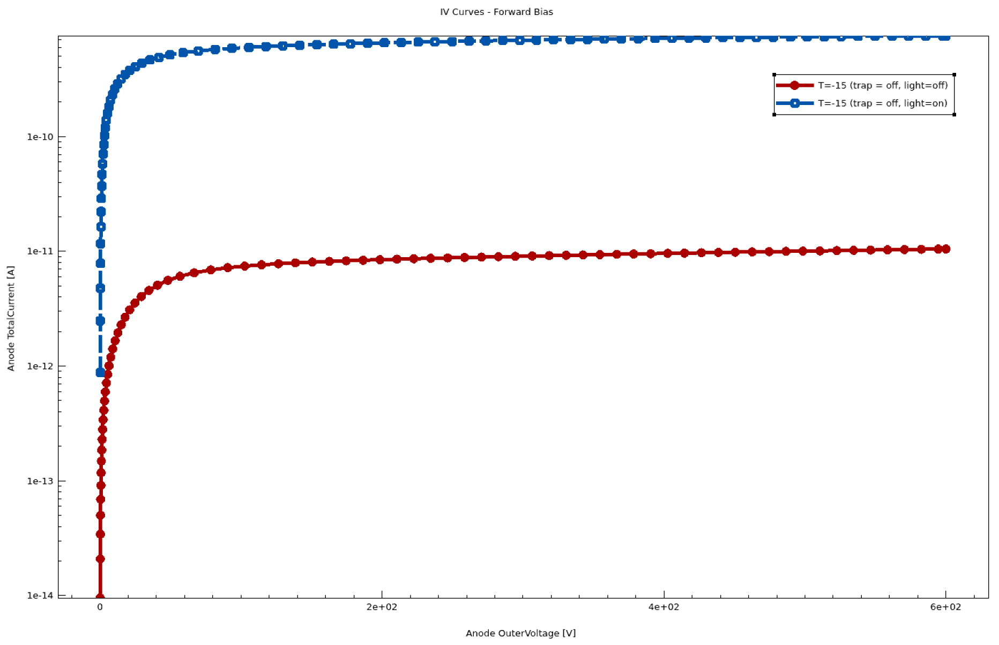 IV Curves - Forward Bias
T=-15 (trap = off, light=off)
T=-15 (trap = off, light=on)
Anode TotalCurrent [A]
1e-10
1e-11
1e-12
1e-13
1e-14
0
2e+02
4e+02
6e+02
Anode OuterVoltage [V]